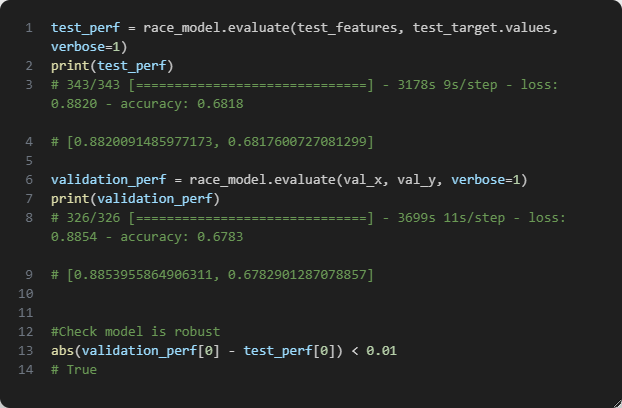 1 test_perf = race_model.evaluate(test_features, test_target.values,
verbose=1)
2 print(test_perf)
3 # 343/343 [==============================] - 3178s 9s/step - loss:
0.8820 - accuracy: 0.6818
4 # [0.8820091485977173, 0.6817600727081299]
5
6 validation_perf = race_model.evaluate(val_x, val_y, verbose=1)
7 print(validation_perf)
8 # 326/326 [==============================] - 3699s 11s/step - loss:
0.8854 - accuracy: 0.6783
9 # [0.8853955864906311, 0.6782901287078857]
10
11
12 #Check model is robust
13 abs(validation_perf[0] - test_perf[0]) < 0.01
14 # True